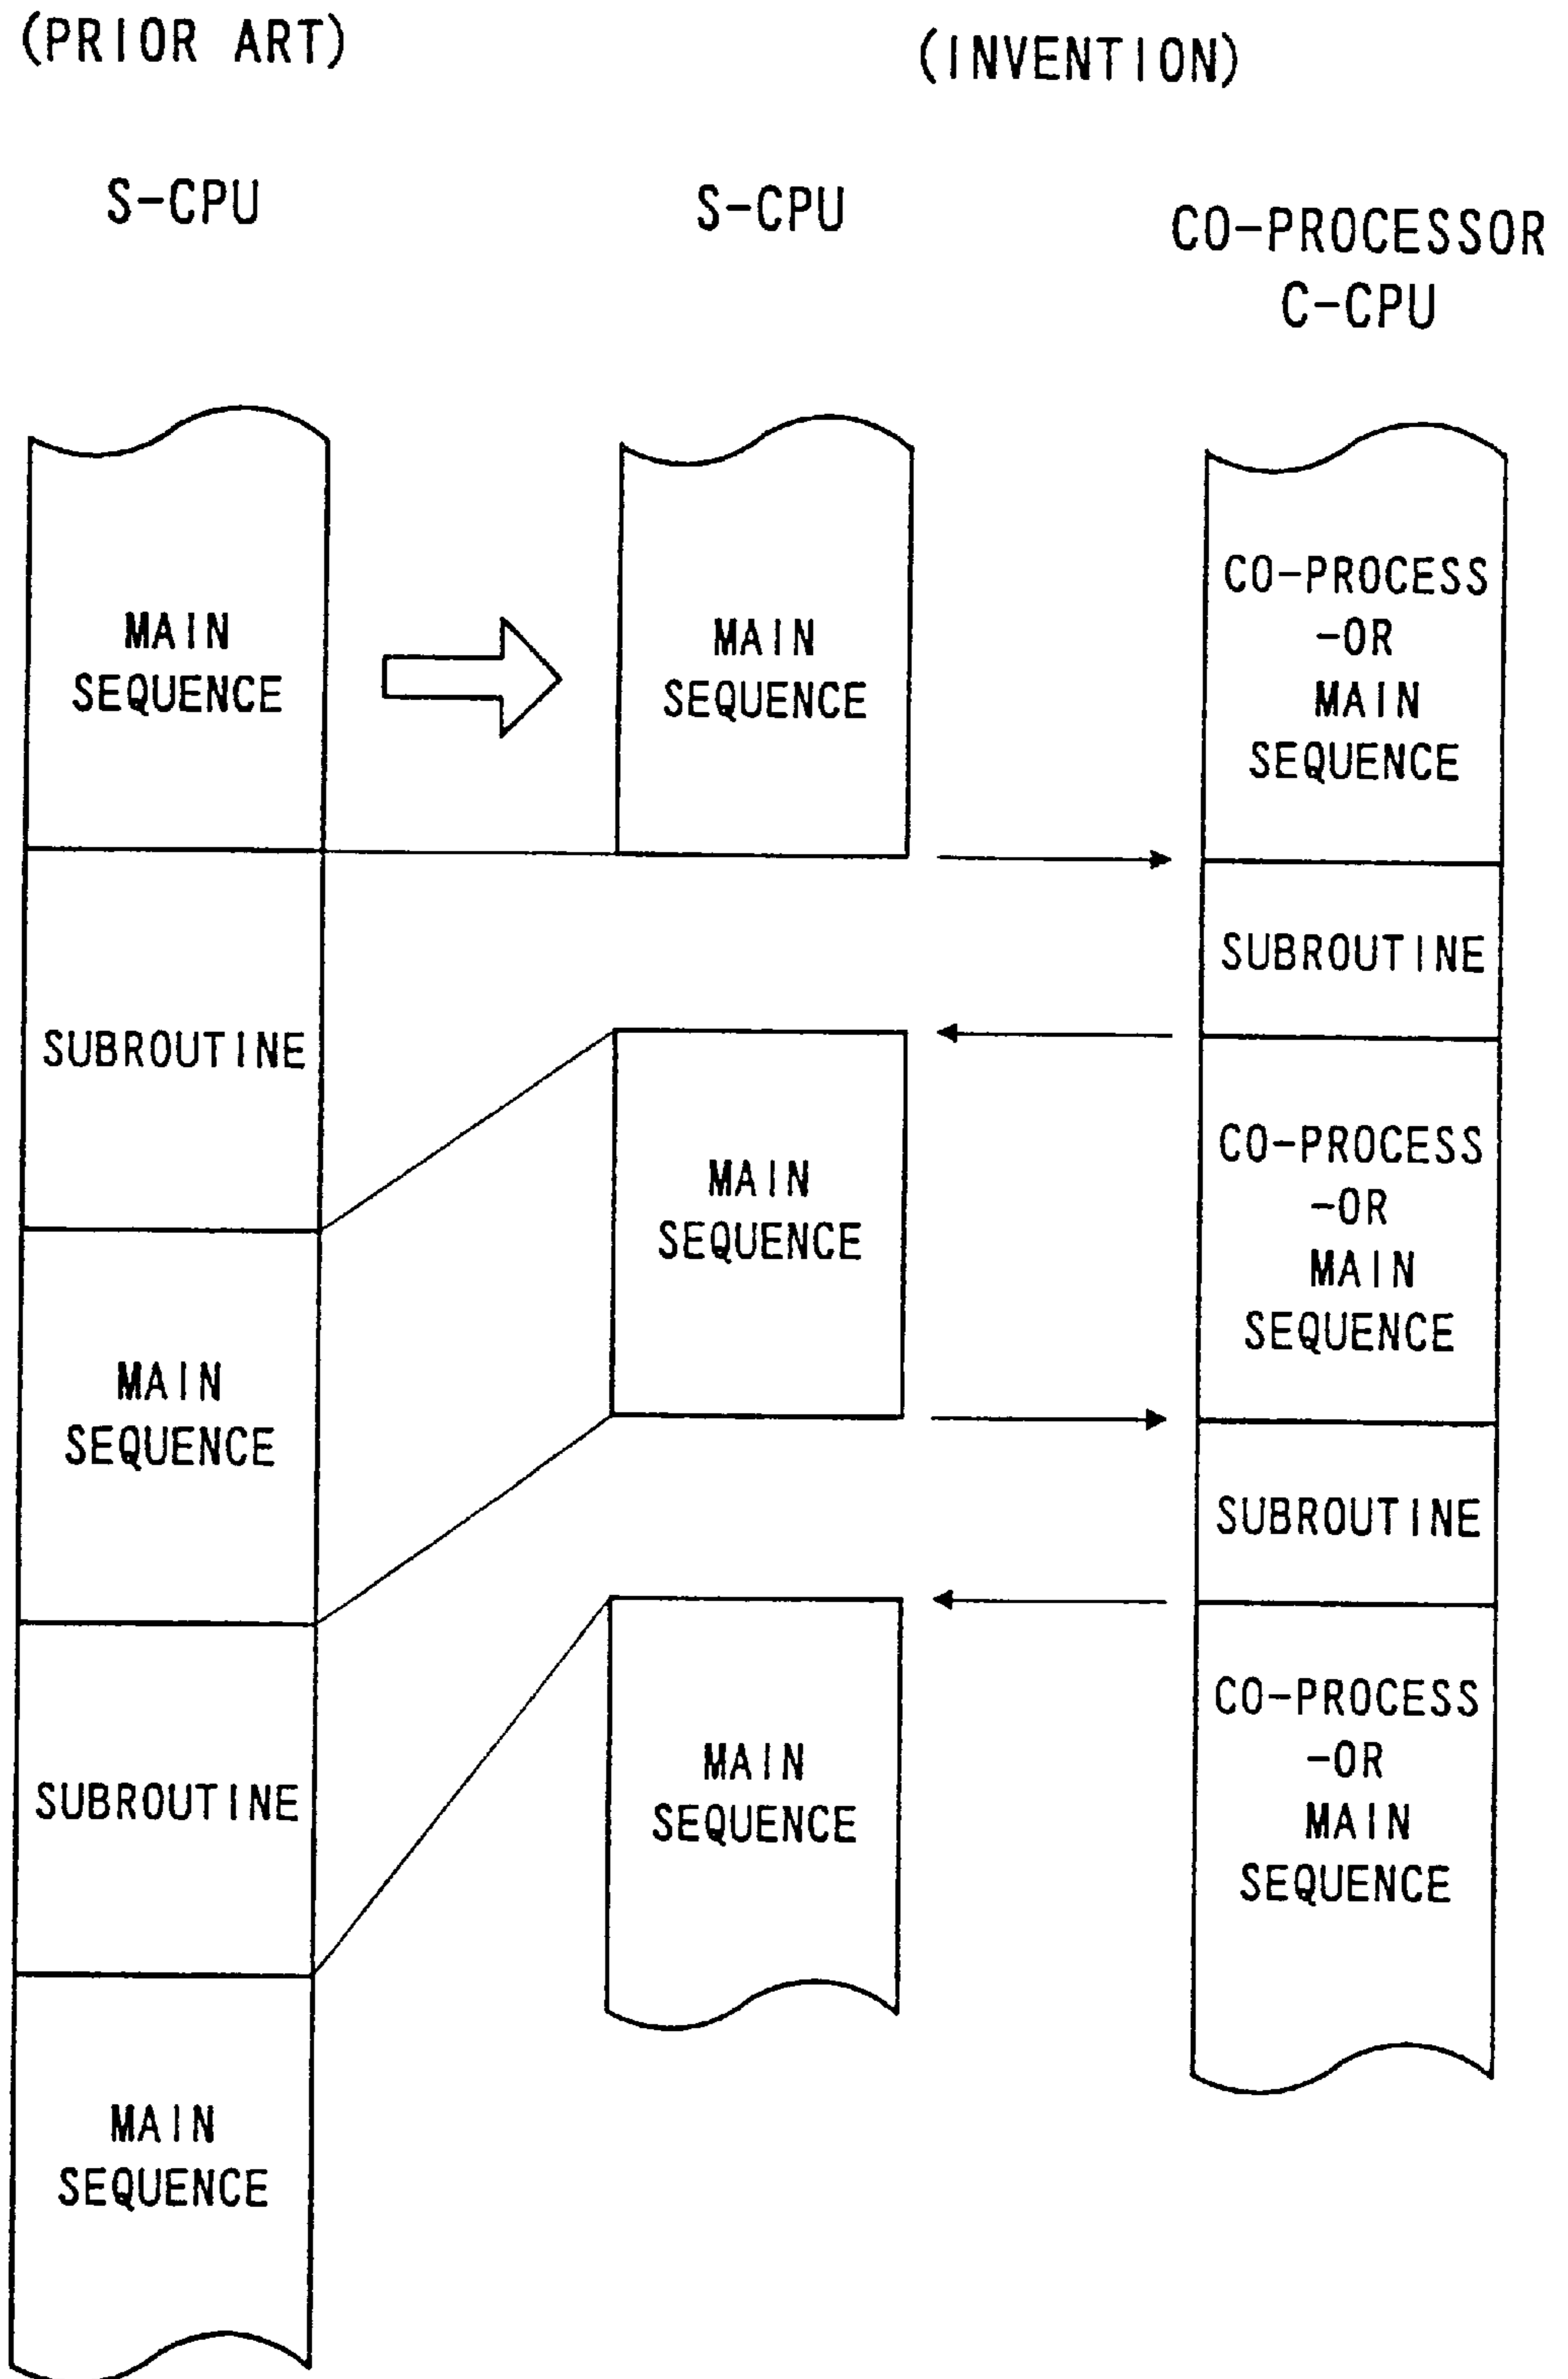 (PRIOR ART)
(INVENTION)
S-CPU
S-CPU
CO-PROCESSOR
C-CPU
MAIN
SEQUENCE
SUBROUTINE
MAIN
SEQUENCE
SUBROUTINE
MAIN
SEQUENCE
MAIN
SEQUENCE
MAIN
SEQUENCE
MAIN
SEQUENCE
CO-PROCESS
-OR
MAIN
SEQUENCE
SUBROUTINE
CO-PROCESS
-OR
MAIN
SEQUENCE
SUBROUTINE
CO-PROCESS
-OR
MAIN
SEQUENCE